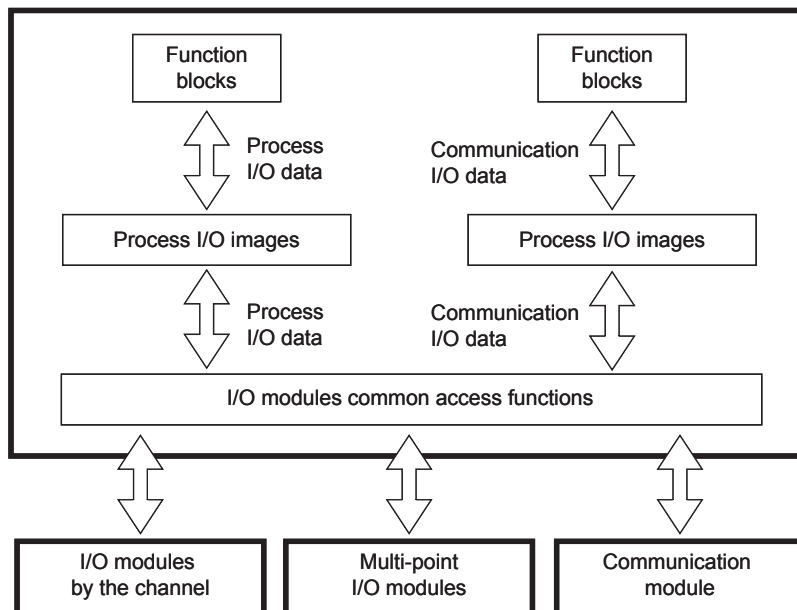 Function
blocks
Function
blocks
Process
I/O data
Communication
I/O data
Process I/O images
Process I/O images
Process
I/O data
Communication
I/O data
I/O modules common access functions
I/O modules
by the channel
Multi-point
I/O modules
Communication
module